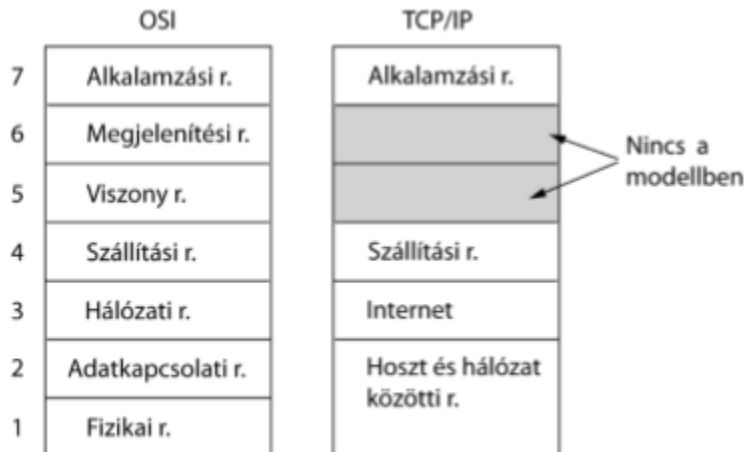 OSI
TCP/IP
7
Alkalamzási r.
Alkalamzási r.
6
Megjelenítési r.
Nincs a
modellben
5
Viszony r.
4
Szállítási r.
Szállítási r.
3
Hálózati r.
Internet
2
Adatkapcsolati r.
Hoszt és hálózat
közötti r.
1
Fizikai r.